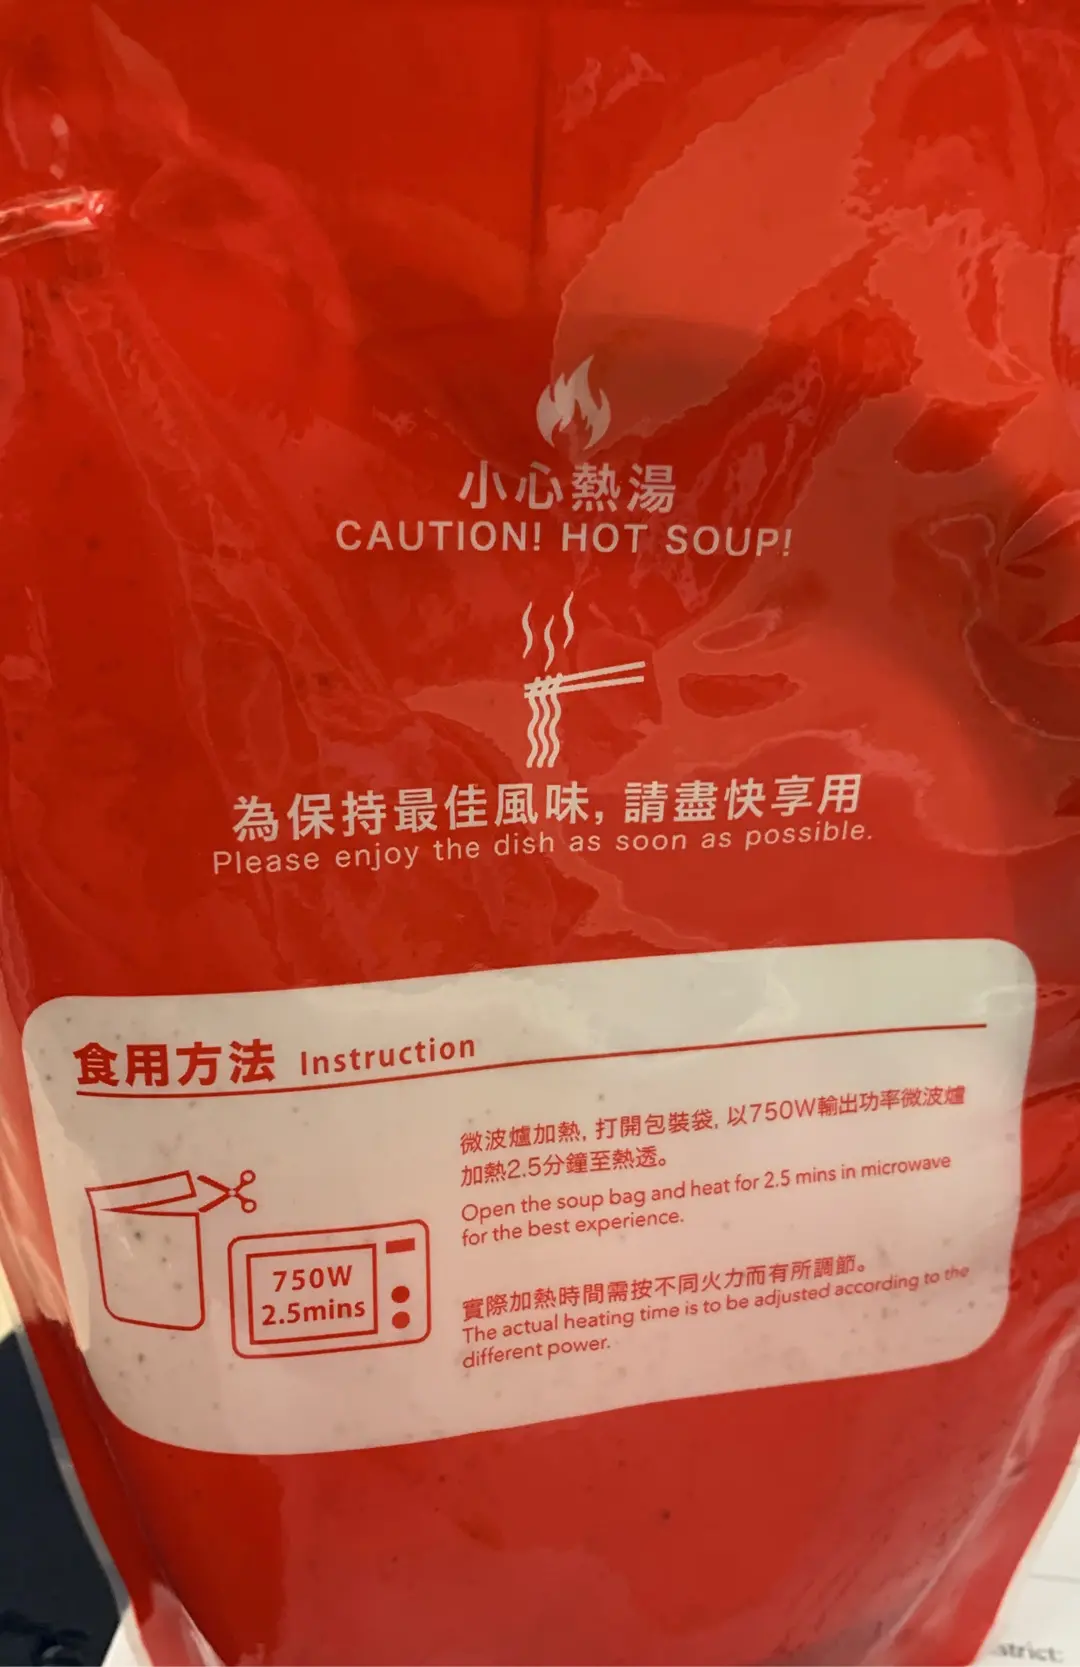 小心熱湯
CAUTION! HOT SOUP!
為保持最佳風味, 請盡快享用
Please enjoy the dish as soon as possible.
食用方法 Instruction
微波爐加熱, 打開包裝袋, 以750W輸出功率微波爐
加熱2.5分鐘至熱透。
Open the soup bag and heat for 2.5 mins in microwave
for the best experience.
750W
2.5mins
實際加熱時間需按不同火力而有所調節。
The actual heating time is to be adjusted according to the
different power.
strict